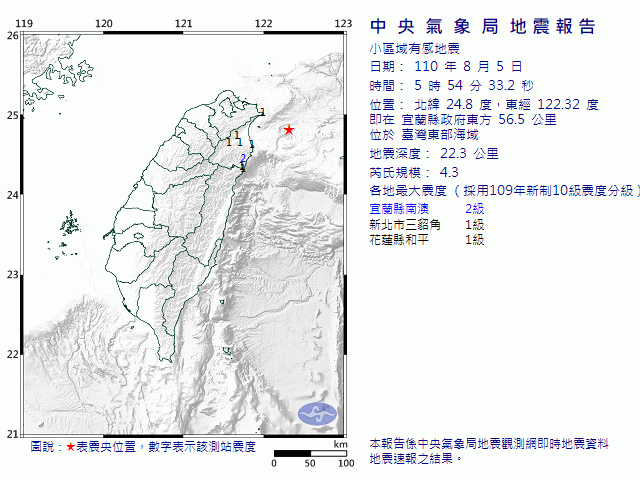 中央氣象局地震報告
小區域有感地震
日期： 110 年 8 月 5 日
時間： 5 時 54 分 33.2 秒
位置： 北緯 24.8 度，東經 122.32 度
即在 宜蘭縣政府東方 56.5 公里
位於 臺灣東部海域
地震深度： 22.3 公里
芮氏規模： 4.3
各地最大震度 （採用109年新制10級震度分級）
宜蘭縣南澳 2級
新北市三貂角 1級
花蓮縣和平 1級
本報告係中央氣象局地震觀測網即時地震資料
地震速報之結果。
119 120 121 122 123
26
25
24
23
22
21
1
1
1
1
1
2
1
圖說：★表震央位置，數字表示該測站震度
km
0 50 100